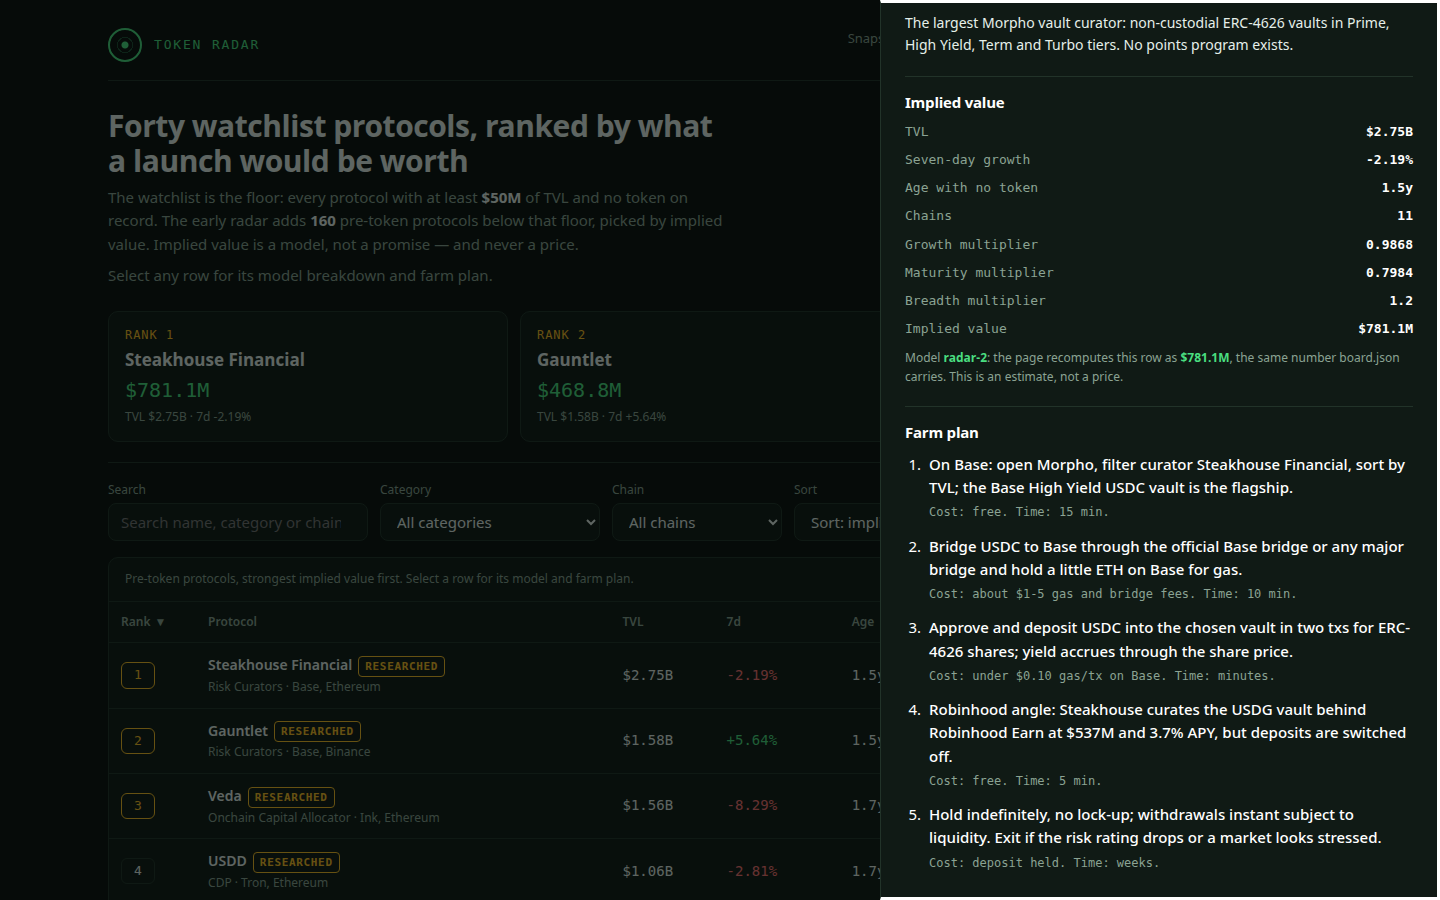 TOKEN RADAR
Snaps
Forty watchlist protocols, ranked by what
a launch would be worth
The watchlist is the floor: every protocol with at least $50M of TVL and no token on
record. The early radar adds 160 pre-token protocols below that floor, picked by implied
value. Implied value is a model, not a promise — and never a price.
Select any row for its model breakdown and farm plan.
RANK 1
Steakhouse Financial
$781.1M
TVL $2.75B · 7d -2.19%
RANK 2
Gauntlet
$468.8M
TVL $1.58B · 7d +5.64%
Search
Category
Chain
Sort
Search name, category or chain
All categories
All chains
Sort: impl
Pre-token protocols, strongest implied value first. Select a row for its model and farm plan.
Rank ▼ Protocol TVL 7d Age
1 Steakhouse Financial RESEARCHED $2.75B -2.19% 1.5y
Risk Curators · Base, Ethereum
2 Gauntlet RESEARCHED $1.58B +5.64% 1.5y
Risk Curators · Base, Binance
3 Veda RESEARCHED $1.56B -8.29% 1.7y
Onchain Capital Allocator · Ink, Ethereum
4 USDD RESEARCHED $1.06B -2.81% 1.7y
CDP · Tron, Ethereum
The largest Morpho vault curator: non-custodial ERC-4626 vaults in Prime,
High Yield, Term and Turbo tiers. No points program exists.
Implied value
TVL $2.75B
Seven-day growth -2.19%
Age with no token 1.5y
Chains 11
Growth multiplier 0.9868
Maturity multiplier 0.7984
Breadth multiplier 1.2
Implied value $781.1M
Model radar-2: the page recomputes this row as $781.1M, the same number board.json
carries. This is an estimate, not a price.
Farm plan
1. On Base: open Morpho, filter curator Steakhouse Financial, sort by
TVL; the Base High Yield USDC vault is the flagship.
Cost: free. Time: 15 min.
2. Bridge USDC to Base through the official Base bridge or any major
bridge and hold a little ETH on Base for gas.
Cost: about $1-5 gas and bridge fees. Time: 10 min.
3. Approve and deposit USDC into the chosen vault in two txs for ERC-
4626 shares; yield accrues through the share price.
Cost: under $0.10 gas/tx on Base. Time: minutes.
4. Robinhood angle: Steakhouse curates the USDG vault behind
Robinhood Earn at $537M and 3.7% APY, but deposits are switched
off.
Cost: free. Time: 5 min.
5. Hold indefinitely, no lock-up; withdrawals instant subject to
liquidity. Exit if the risk rating drops or a market looks stressed.
Cost: deposit held. Time: weeks.